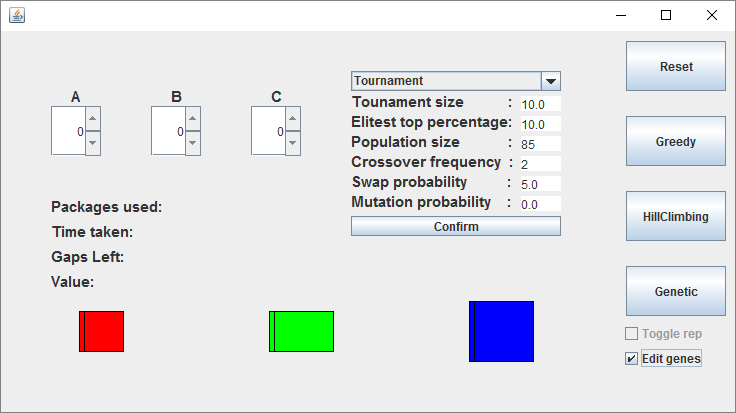 A B C
0 0 0
Packages used:
Time taken:
Gaps Left:
Value:
Tournament
Tounament size : 10.0
Elitest top percentage: 10.0
Population size : 85
Crossover frequency : 2
Swap probability : 5.0
Mutation probability : 0.0
Confirm
Reset
Greedy
HillClimbing
Genetic
Toggle rep
Edit genes